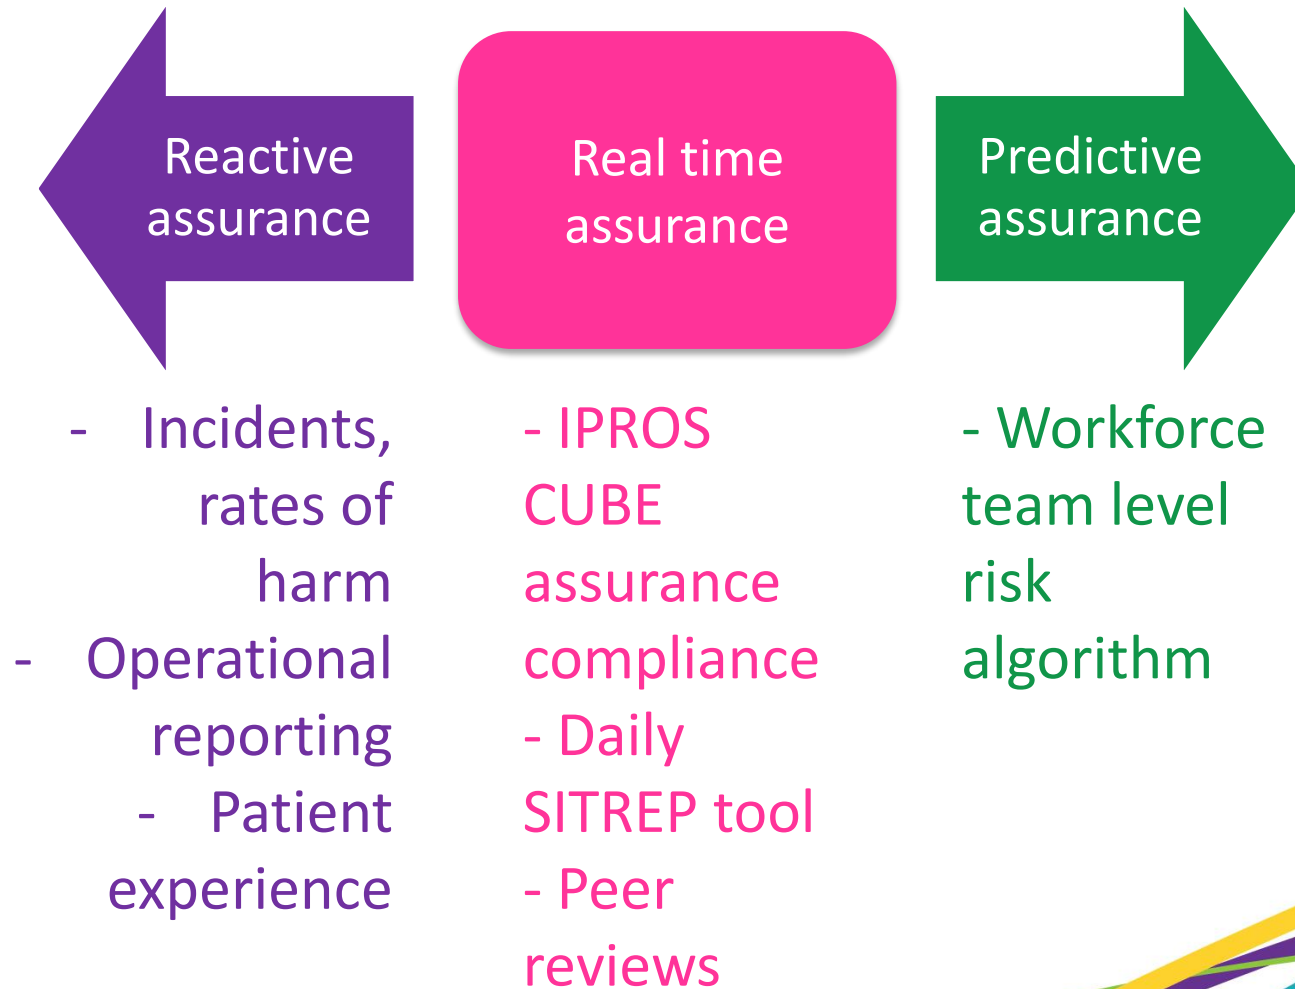 Reactive
assurance
Real time
assurance
Predictive
assurance
- Incidents,
rates of
harm
- Operational
reporting
- Patient
experience
- IPROS
CUBE
assurance
compliance
- Daily
SITREP tool
- Peer
reviews
- Workforce
team level
risk
algorithm